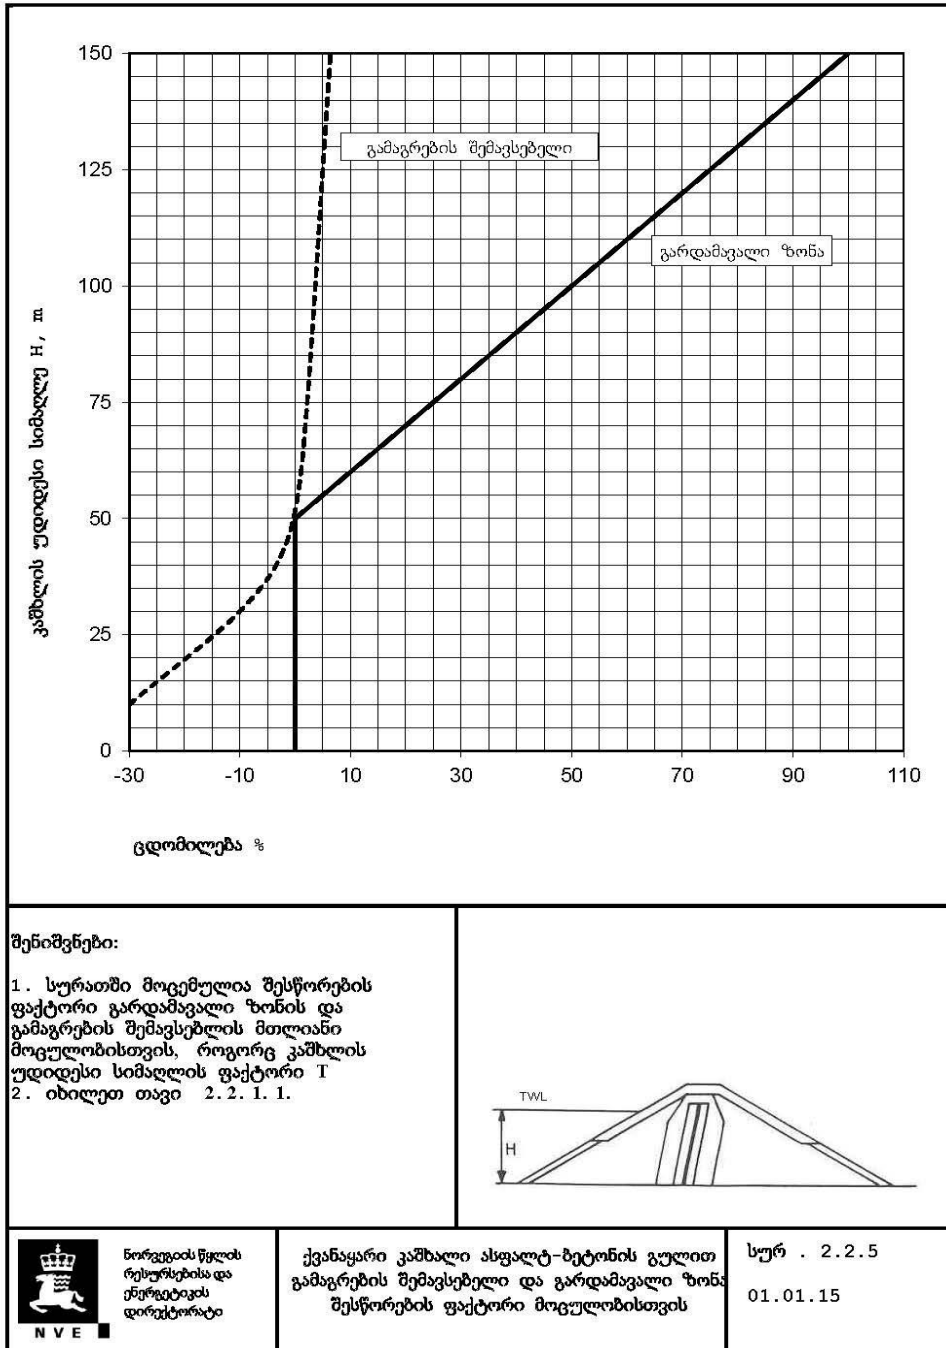 150
125
100
75
50
25
0
-30 -10 10 30 50 70 90 110
გამაგრების შემავსებელი
გარდამავალი ზონა
კაშხლის უდიდესი სიმაღლე H, m
ცდომილება %
შენიშვნები:
1. სურათში მოცემულია შესწორების
ფაქტორი გარდამავალი ზონის და
გამაგრების შემავსებლის მთლიანი
მოცულობისთვის, როგორც კაშხლის
უდიდესი სიმაღლის ფაქტორი T
2. იხილეთ თავი 2.2.1.1.
TWL
H
NVE
ნორვეგიის წყლის
რესურსებისა და
ენერგეტიკის
დირექტორატი
ქვანაყარი კაშხალი ასფალტ-ბეტონის გულით
გამაგრების შემავსებელი და გარდამავალი ზონა
შესწორების ფაქტორი მოცულობისთვის
სურ . 2.2.5
01.01.15